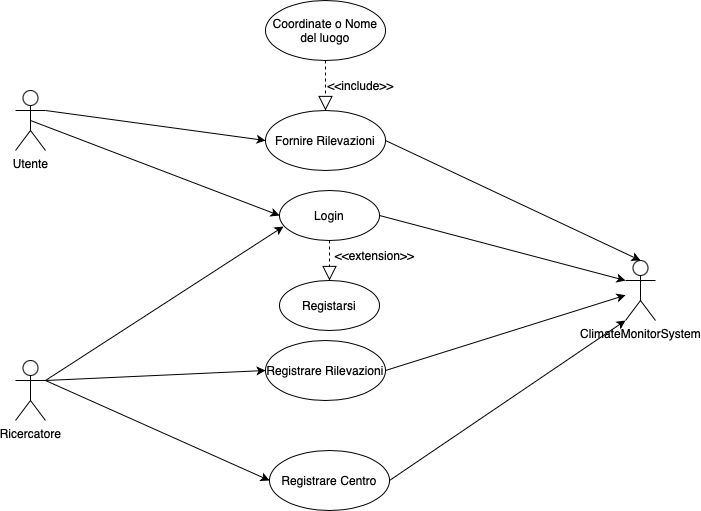 Coordinate o Nome
del luogo
<<include>>
Utente
Fornire Rilevazioni
Login
<<extension>>
Registarsi
ClimateMonitorSystem
Registrare Rilevazioni
Ricercatore
Registrare Centro